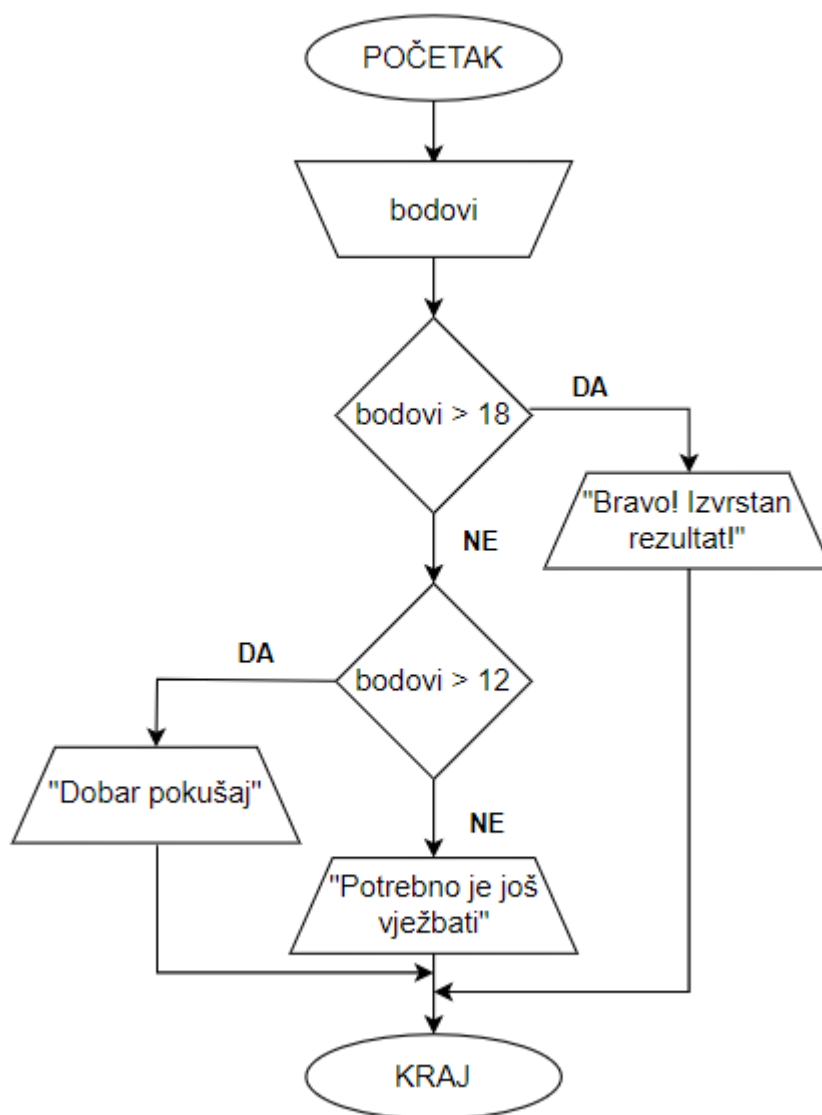 POČETAK
bodovi
bodovi > 18
DA
"Bravo! Izvrstan
rezultat!"
NE
bodovi > 12
DA
"Dobar pokušaj"
NE
"Potrebno je još
vježbati"
KRAJ